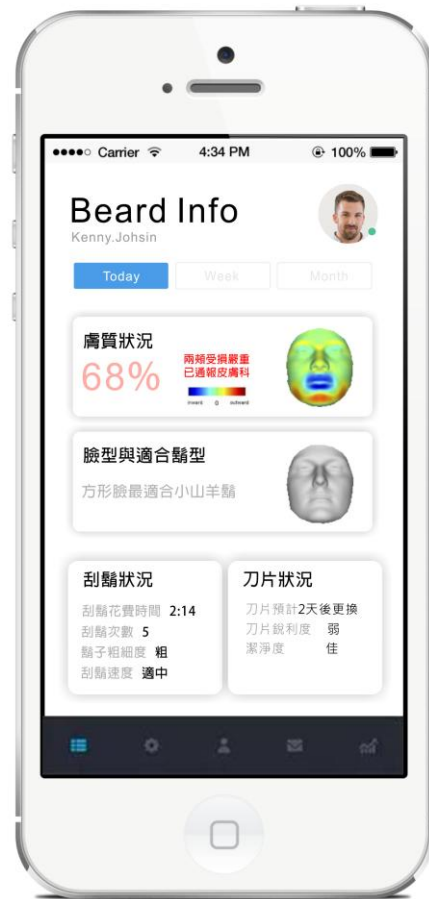 Carrier 4:34 PM 100%
Beard Info
Kenny.Johsin
Today Week Month
膚質狀況
68%
兩頰受損嚴重
已通報皮膚科
inward 0 outward
臉型與適合鬍型
方形臉最適合小山羊鬍
刮鬍狀況
刮鬍花費時間 2:14
刮鬍次數 5
鬍子粗細度 粗
刮鬍速度 適中
刀片狀況
刀片預計2天後更換
刀片銳利度 弱
潔淨度 佳